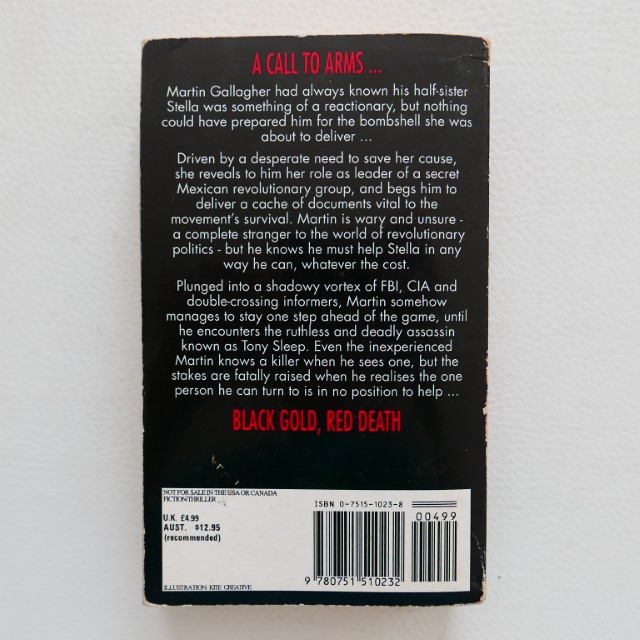 A CALL TO ARMS ...
Martin Gallagher had always known his half-sister
Stella was something of a reactionary, but nothing
could have prepared him for the bombshell she was
about to deliver ...
Driven by a desperate need to save her cause,
she reveals to him her role as leader of a secret
Mexican revolutionary group, and begs him to
deliver a cache of documents vital to the
movement's survival. Martin is wary and unsure -
a complete stranger to the world of revolutionary
politics - but he knows he must help Stella in any
way he can, whatever the cost.
Plunged into a shadowy vortex of FBI, CIA and
double-crossing informers, Martin somehow
manages to stay one step ahead of the game, until
he encounters the ruthless and deadly assassin
known as Tony Sleep. Even the inexperienced
Martin knows a killer when he sees one, but the
stakes are fatally raised when he realises the one
person he can turn to is in no position to help ...
BLACK GOLD, RED DEATH
NOT FOR SALE IN THE USA OR CANADA
FICTION/THRILLER
U.K. £4.99
AUST. $12.95
(recommended)
ILLUSTRATION: KITE CREATIVE
ISBN 0-7515-1023-8
00499
9 780751 510232